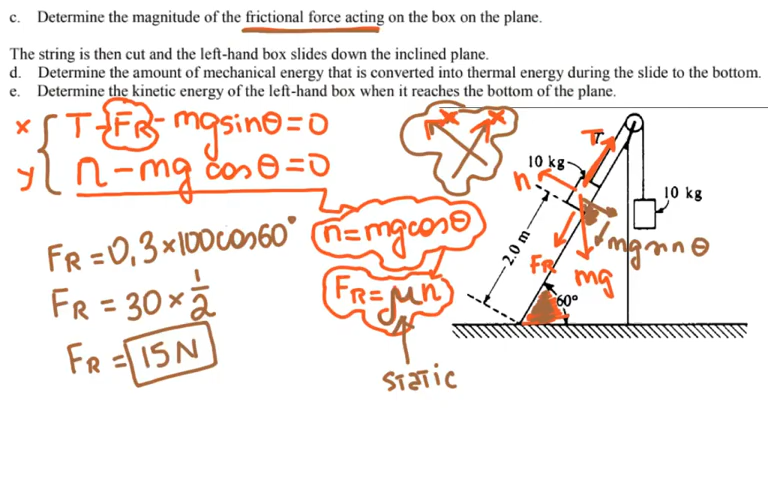 c. Determine the magnitude of the frictional force acting on the box on the plane.
The string is then cut and the left-hand box slides down the inclined plane.
d. Determine the amount of mechanical energy that is converted into thermal energy during the slide to the bottom.
e. Determine the kinetic energy of the left-hand box when it reaches the bottom of the plane.
x T-FR-mgsinθ=0
y n-mg cosθ=0
n=mgcosθ
FR=0,3×100cos60°
FR=μn
FR=30×1/2
FR=15N
static
x x
T
10 kg
n
10 kg
2.0 m
FR
mg
mg sin θ
60°